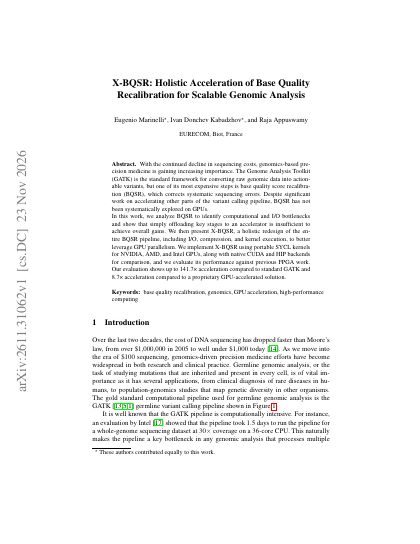 X-BQSR: Holistic Acceleration of Base Quality
Recalibration for Scalable Genomic Analysis
Eugenio Marinelli*, Ivan Donchev Kabadzhov*, and Raja Appuswamy
EURECOM, Biot, France
arXiv:2611.31062v1 [cs.DC] 23 Nov 2026
Abstract. With the continued decline in sequencing costs, genomics-based pre-
cision medicine is gaining increasing importance. The Genome Analysis Toolkit
(GATK) is the standard framework for converting raw genomic data into action-
able variants, but one of its most expensive steps is base quality score recalibra-
tion (BQSR), which corrects systematic sequencing errors. Despite significant
work on accelerating other parts of the variant calling pipeline, BQSR has
not been systematically explored on GPUs.
In this work, we analyze BQSR to identify computational and I/O bottlenecks
and show that simply offloading key stages to an accelerator is insufficient to
achieve overall gains. We then present X-BQSR, a holistic redesign of the en-
tire BQSR pipeline, including I/O, compression, and kernel execution, to better
leverage GPU parallelism. We implement X-BQSR using portable SYCL kernels
for NVIDIA, AMD, and Intel GPUs, along with native CUDA and HIP backends
for comparison, and we evaluate its performance against previous FPGA work.
Our evaluation shows up to 141.7× acceleration compared to standard GATK and
8.7× acceleration compared to a proprietary GPU-accelerated solution.
Keywords: base quality recalibration, genomics, GPU acceleration, high-performance
computing
1 Introduction
Over the last two decades, the cost of DNA sequencing has dropped faster than Moore's
law, from over $1,000,000 in 2005 to well under $1,000 today [14]. As we move into
the era of $100 sequencing, genomics-driven precision medicine efforts have become
widespread in both research and clinical practice. Germline genomic analysis, or the
task of studying mutations that are inherited and present in every cell, is of vital impor-
tance as it has several applications, from clinical diagnosis of rare diseases in hu-
mans, to population-genomics studies that map genetic diversity in other organisms.
The gold standard computational pipeline used for germline genomic analysis is the
GATK germline variant calling pipeline shown in Figure 1.
It is well known that the GATK pipeline is computationally intensive. For instance,
an evaluation by Intel showed that the pipeline took 1.5 days to run the pipeline for
a whole-genome sequencing dataset at 30× coverage on a 36-core CPU. This naturally
makes the pipeline a key bottleneck in any genomic analysis that processes multiple
* These authors contributed equally to this work.